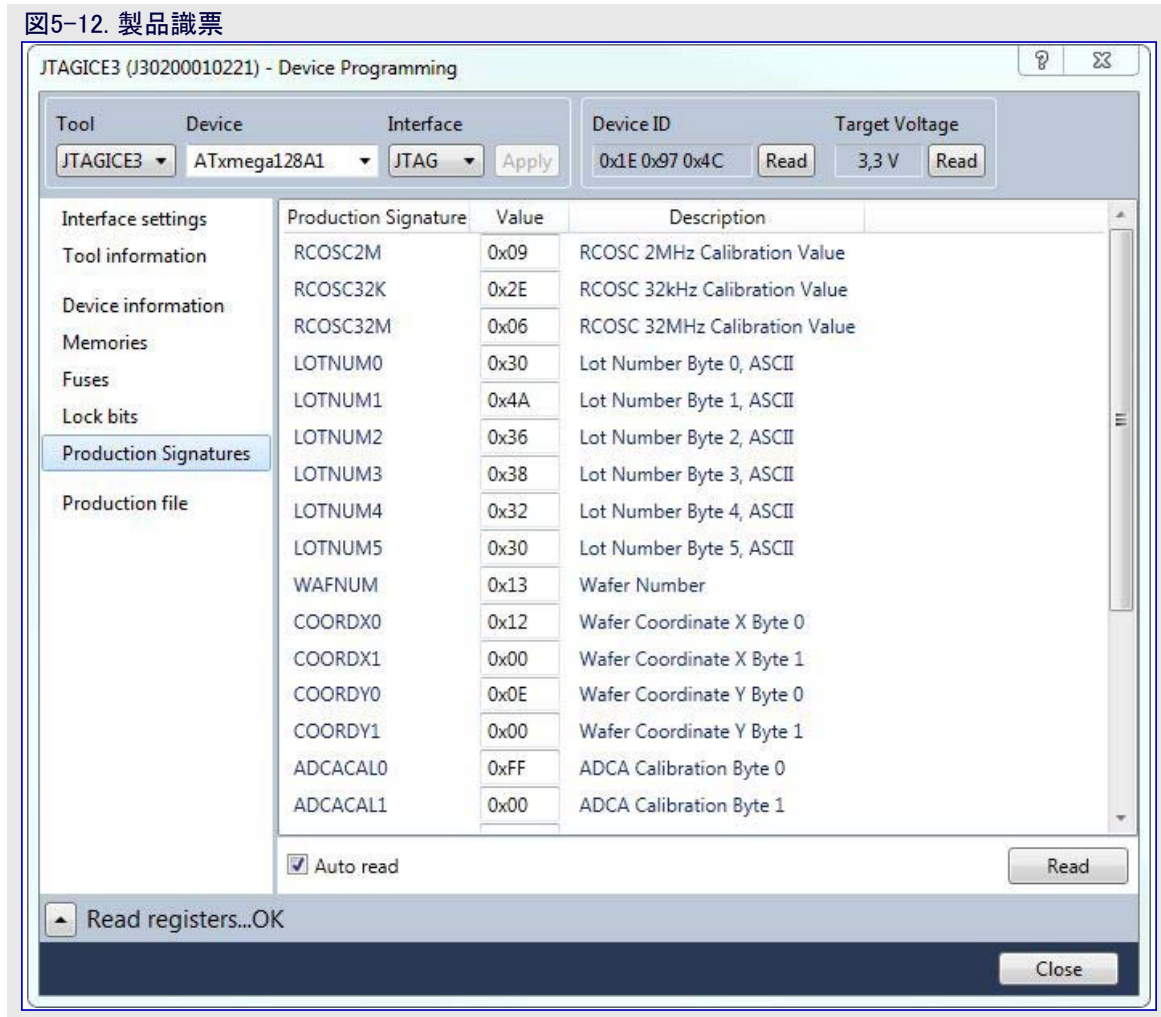 図5-12. 製品識票
JTAGICE3 (J30200010221) - Device Programming
Tool Device Interface Device ID Target Voltage
JTAGICE3 ATxmega128A1 JTAG Apply 0x1E 0x97 0x4C Read 3,3 V Read
Interface settings
Tool information
Device information
Memories
Fuses
Lock bits
Production Signatures
Production file
Production Signature Value Description
RCOSC2M 0x09 RCOSC 2MHz Calibration Value
RCOSC32K 0x2E RCOSC 32kHz Calibration Value
RCOSC32M 0x06 RCOSC 32MHz Calibration Value
LOTNUM0 0x30 Lot Number Byte 0, ASCII
LOTNUM1 0x4A Lot Number Byte 1, ASCII
LOTNUM2 0x36 Lot Number Byte 2, ASCII
LOTNUM3 0x38 Lot Number Byte 3, ASCII
LOTNUM4 0x32 Lot Number Byte 4, ASCII
LOTNUM5 0x30 Lot Number Byte 5, ASCII
WAFNUM 0x13 Wafer Number
COORDX0 0x12 Wafer Coordinate X Byte 0
COORDX1 0x00 Wafer Coordinate X Byte 1
COORDY0 0x0E Wafer Coordinate Y Byte 0
COORDY1 0x00 Wafer Coordinate Y Byte 1
ADCACAL0 0xFF ADCA Calibration Byte 0
ADCACAL1 0x00 ADCA Calibration Byte 1
Auto read
Read
Read registers...OK
Close